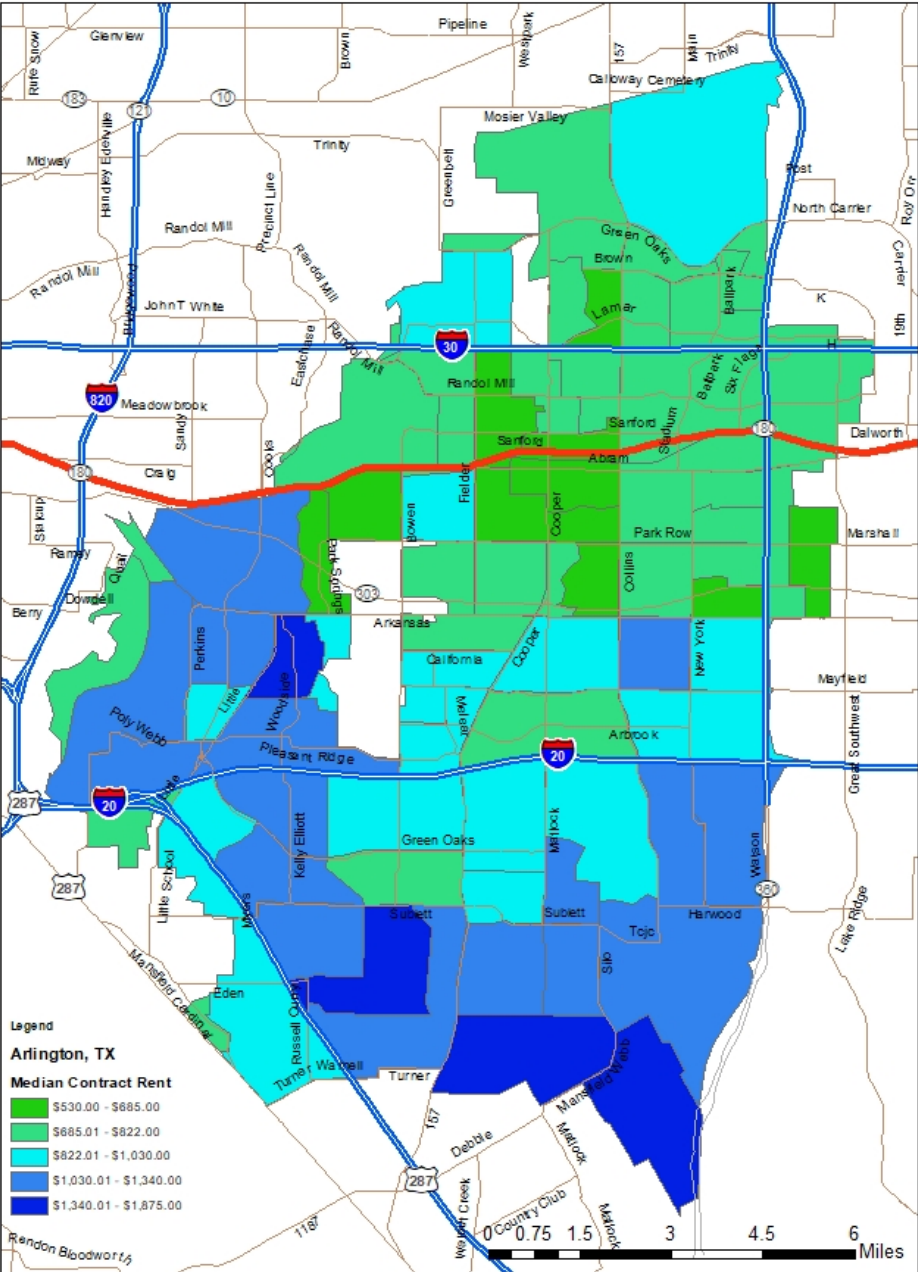 Pipeline
Glenview
Rufe Snow
Brown
Westpark
157
Main
Trinity
Calloway Cemetery
183
10
121
Mosier Valley
Handley Ederville
Trinity
Midway
Greenbelt
Precinct Line
Post
North Carrier
Roy Orr
Randol Mill
Green Oaks
Randol Mill
Randol Mill
Brown
Ballpark
Carrier
K
John T White
Lamar
19th
Bridgewood
Eastchase
Randol Mill
30
H
Six Flags
Ballpark
Randol Mill
820
Meadowbrook
Sandy
Sanford
Stadium
180
Dalworth
Sanford
Abram
Cooks
180
Craig
Fielder
Cooper
Bowen
Park Row
Marshall
Ramey
Quail
Park Springs
Collins
303
Dowdell
Berry
Arkansas
Perkins
California
Cooper
New York
Mayfield
Little
Woodside
Poly Webb
Arbrook
Pleasant Ridge
20
Great Southwest
287
20
Green Oaks
Matlock
Kelly Elliott
Watson
Little School
287
360
Sublett
Sublett
Harwood
Tcjc
Lake Ridge
Silo
Eden
Russell Curry
Mansfield Webb
Turner Warnell
Turner
157
Debbie
Matlock
287
Walnut Creek
Country Club
Matlock
1187
Rendon Bloodworth
Legend
Arlington, TX
Median Contract Rent
$530.00 - $685.00
$685.01 - $822.00
$822.01 - $1,030.00
$1,030.01 - $1,340.00
$1,340.01 - $1,875.00
0 0.75 1.5 3 4.5 6
Miles